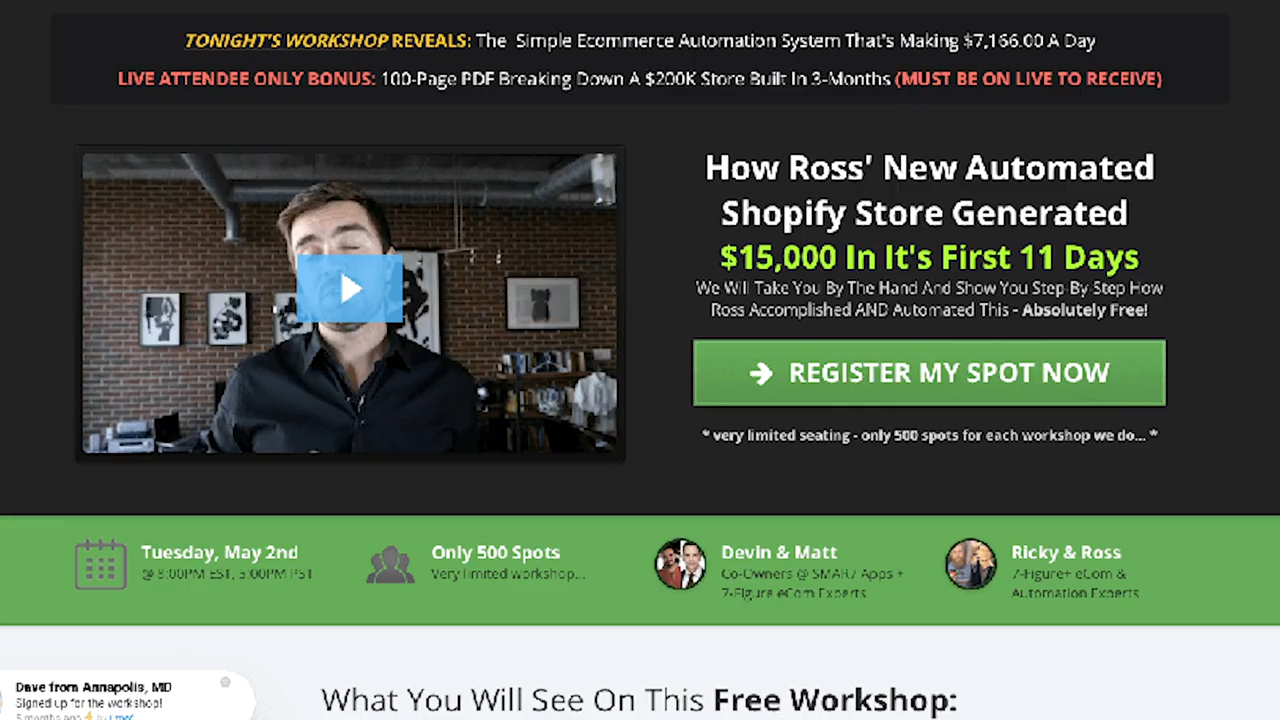 TONIGHT'S WORKSHOP REVEALS: The Simple Ecommerce Automation System That's Making $7,166.00 A Day
LIVE ATTENDEE ONLY BONUS: 100-Page PDF Breaking Down A $200K Store Built In 3-Months (MUST BE ON LIVE TO RECEIVE)
How Ross' New Automated
Shopify Store Generated
$15,000 In It's First 11 Days
We Will Take You By The Hand And Show You Step By Step How
Ross Accomplished AND Automated This - Absolutely Free!
REGISTER MY SPOT NOW
* very limited seating - only 500 spots for each workshop we do... *
Tuesday, May 2nd
@ 8:00PM EST, 5:00PM PST
Only 500 Spots
Very limited workshop...
Devin & Matt
Co-Owners @ SMAR7 Apps +
7-Figure eCom Experts
Ricky & Ross
7-Figure+ eCom &
Automation Experts
Dave from Annapolis, MD
Signed up for the workshop!
5 months ago
What You Will See On This Free Workshop: